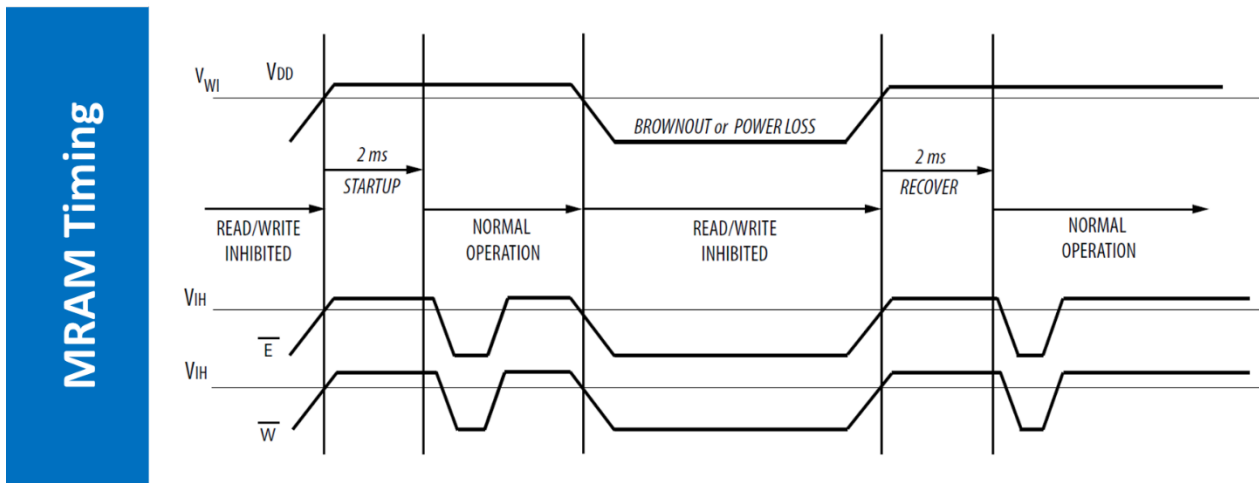 MRAM Timing
VWI VDD
BROWNOUT or POWER LOSS
2 ms
STARTUP
2 ms
RECOVER
READ/WRITE
INHIBITED
NORMAL
OPERATION
READ/WRITE
INHIBITED
NORMAL
OPERATION
VIH
E
VIH
W